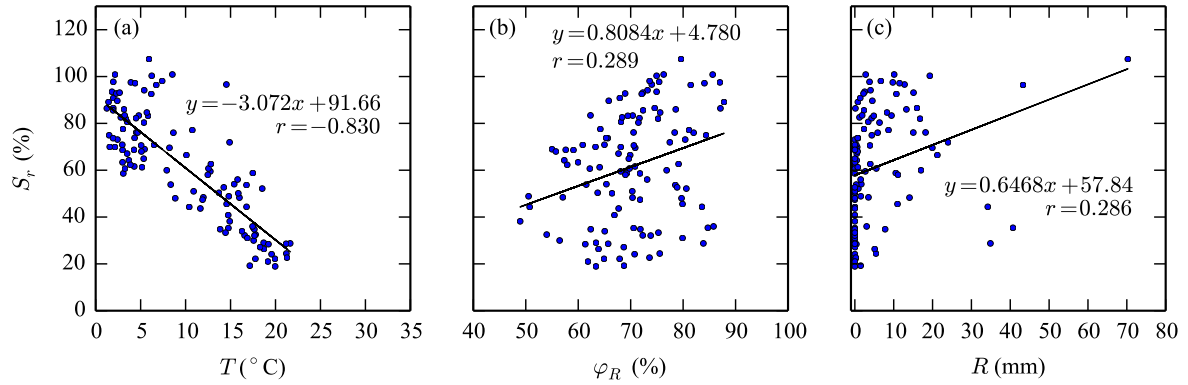 (a)
y=−3.072x+91.66
r=−0.830
S_r (%)
0
20
40
60
80
100
120
0 5 10 15 20 25 30 35
T(°C)
(b)
y=0.8084x+4.780
r=0.289
40 50 60 70 80 90 100
φ_R (%)
(c)
y=0.6468x+57.84
r=0.286
0 10 20 30 40 50 60 70 80
R (mm)